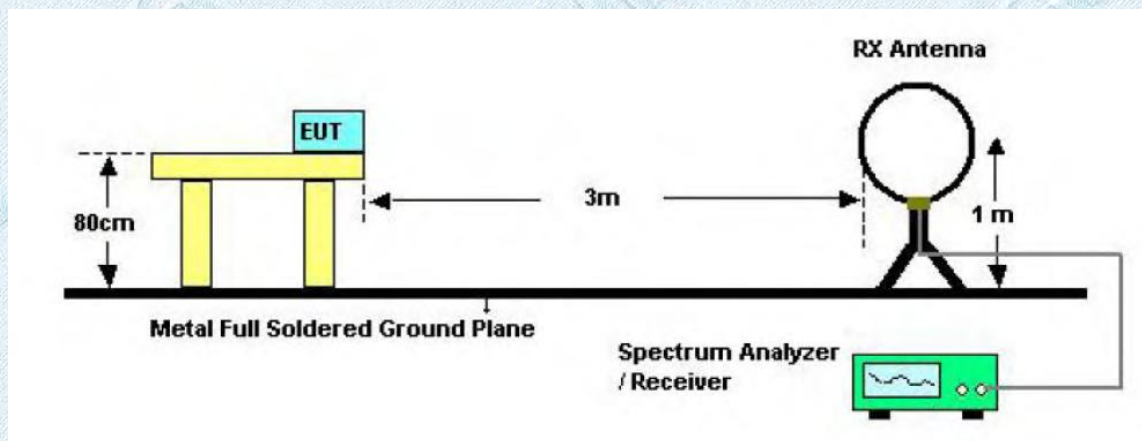 RX Antenna
EUT
3m
80cm
1 m
Metal Full Soldered Ground Plane
Spectrum Analyzer
/ Receiver